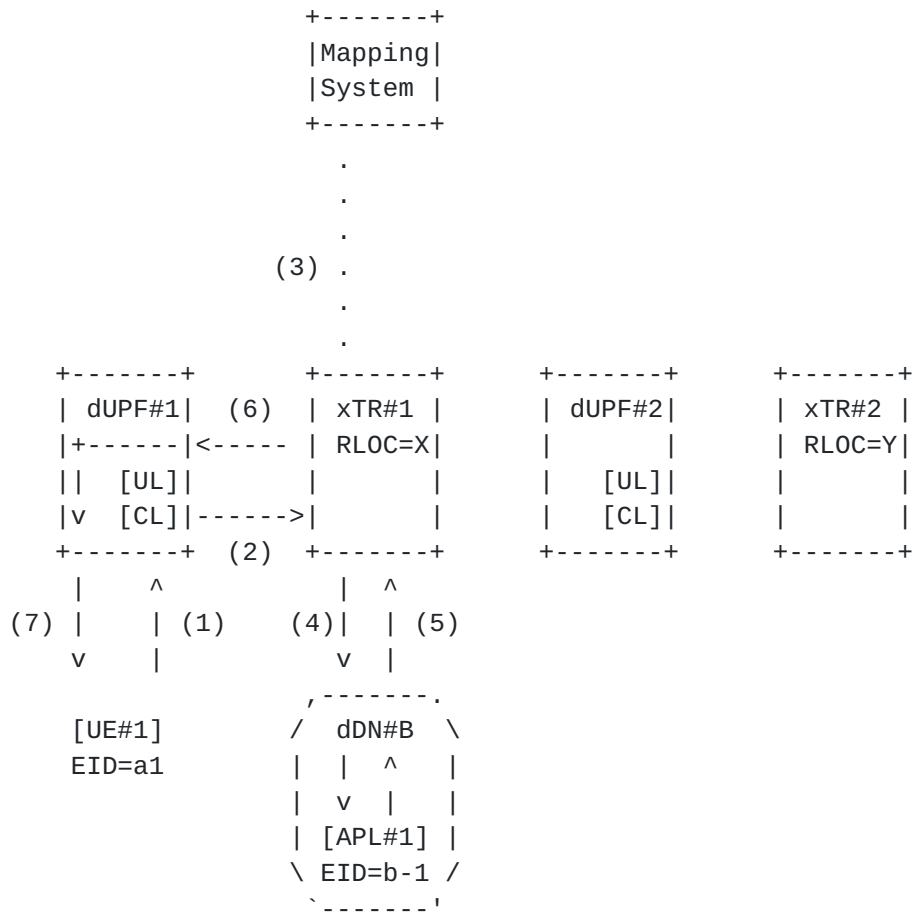 Mapping
System
(3)
dUPF#1 (6) xTR#1 dUPF#2 xTR#2
RLOC=X RLOC=Y
[UL] [UL]
[CL] [CL]
(2)
(7) (1) (4) (5)
[UE#1] dDN#B
EID=a1
[APL#1]
EID=b-1